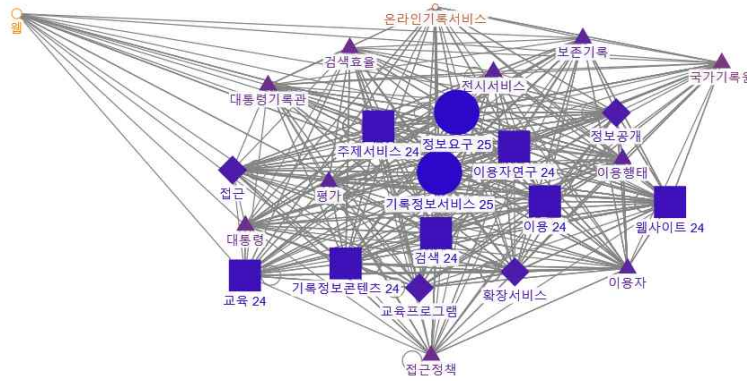 온라인기록서비스
웹
보존기록
검색효율
국가기록원
전시서비스
대통령기록관
정보공개
정보요구 25
주제서비스 24
이용자연구 24
이용행태
접근
평가
기록정보서비스 25
이용 24
웹사이트 24
대통령
검색 24
이용자
기록정보콘텐츠 24
확장서비스
교육 24
교육프로그램
접근정책